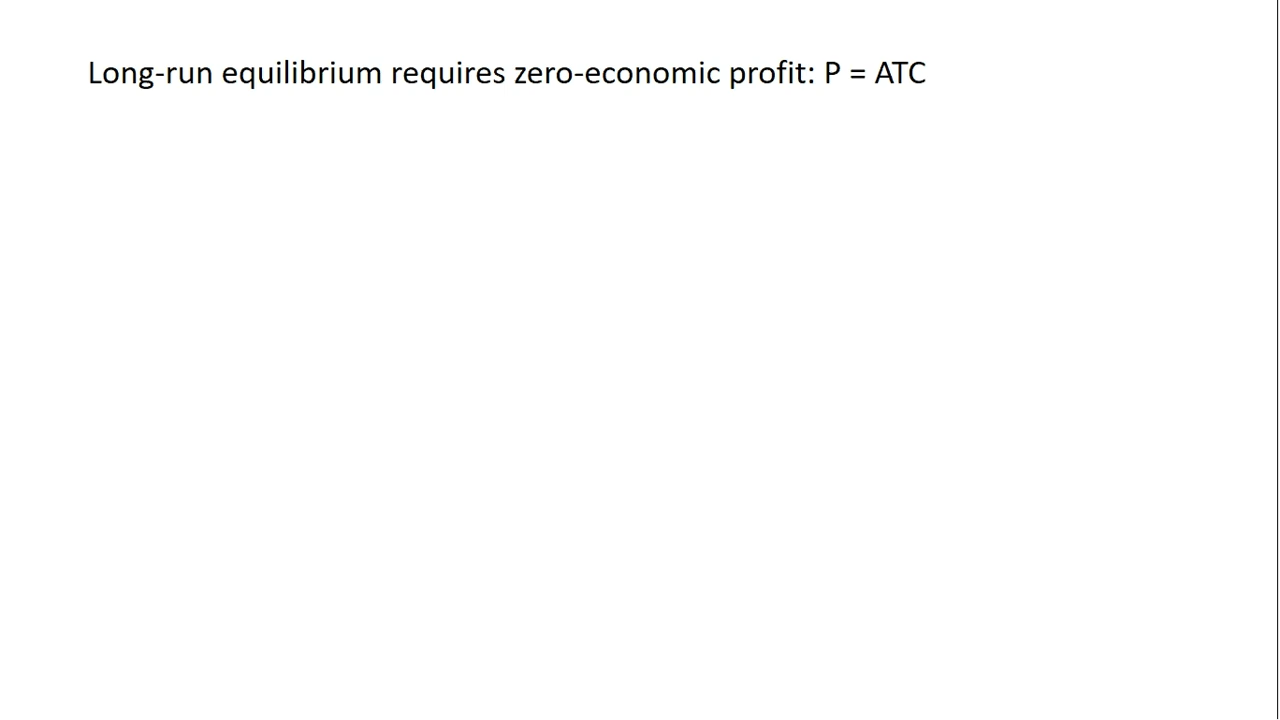 Long-run equilibrium requires zero-economic profit: P = ATC